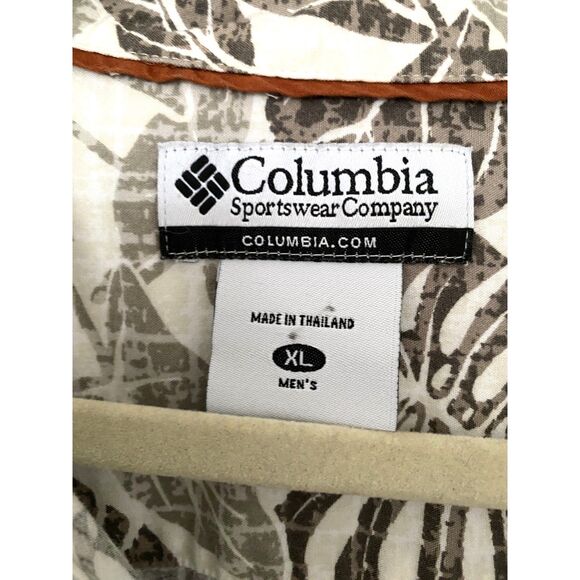 Columbia
Sportswear Company
COLUMBIA.COM
MADE IN THAILAND
XL
MEN'S